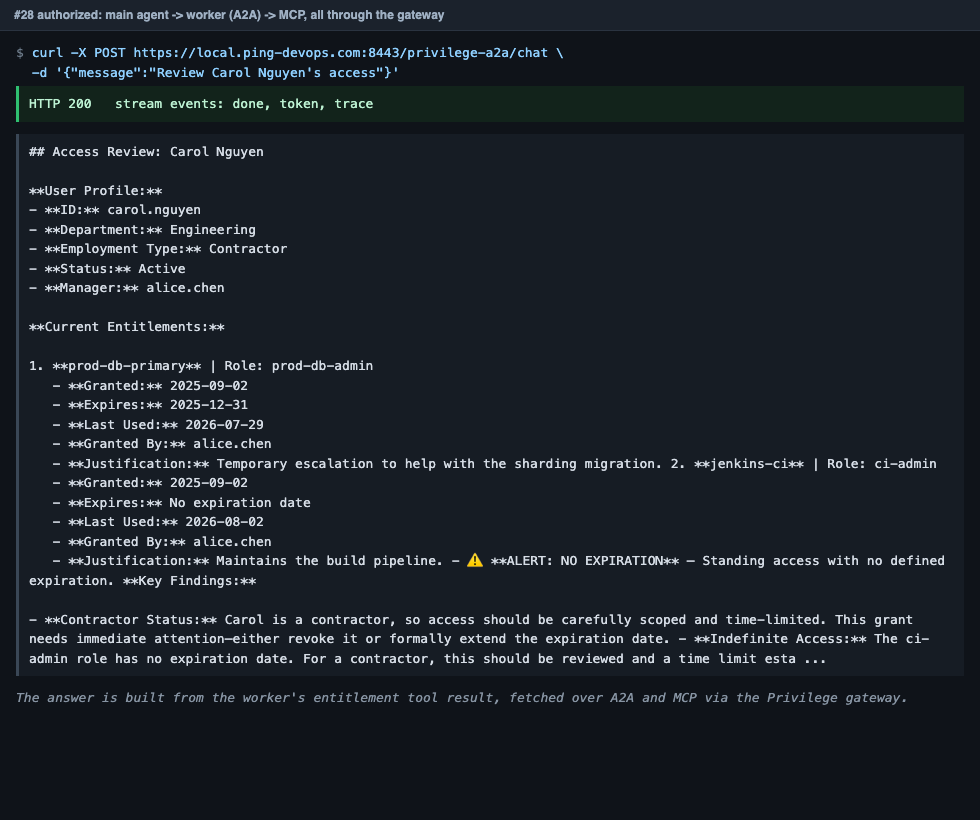 #28 authorized: main agent -> worker (A2A) -> MCP, all through the gateway
$ curl -X POST https://local.ping-devops.com:8443/privilege-a2a/chat \
-d '{"message":"Review Carol Nguyen's access"}'
HTTP 200   stream events: done, token, trace
## Access Review: Carol Nguyen
**User Profile:**
- **ID:** carol.nguyen
- **Department:** Engineering
- **Employment Type:** Contractor
- **Status:** Active
- **Manager:** alice.chen
**Current Entitlements:**
1. **prod-db-primary** | Role: prod-db-admin
- **Granted:** 2025-09-02
- **Expires:** 2025-12-31
- **Last Used:** 2026-07-29
- **Granted By:** alice.chen
- **Justification:** Temporary escalation to help with the sharding migration. 2. **jenkins-ci** | Role: ci-admin
- **Granted:** 2025-09-02
- **Expires:** No expiration date
- **Last Used:** 2026-08-02
- **Granted By:** alice.chen
- **Justification:** Maintains the build pipeline. - ⚠️ **ALERT: NO EXPIRATION** — Standing access with no defined
expiration. **Key Findings:**
- **Contractor Status:** Carol is a contractor, so access should be carefully scoped and time-limited. This grant
needs immediate attention—either revoke it or formally extend the expiration date. - **Indefinite Access:** The ci-
admin role has no expiration date. For a contractor, this should be reviewed and a time limit esta ...
The answer is built from the worker's entitlement tool result, fetched over A2A and MCP via the Privilege gateway.